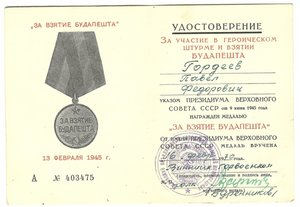 "ЗА ВЗЯТИЕ БУДАПЕШТА"
ЗА ВЗЯТИЕ
БУДАПЕШТА
13 ФЕВРАЛЯ 1945 г.
А № 403475
УДОСТОВЕРЕНИЕ
ЗА УЧАСТИЕ В ГЕРОИЧЕСКОМ
ШТУРМЕ И ВЗЯТИИ
БУДАПЕШТА
Гордеев
Павел
Федорович
УКАЗОМ ПРЕЗИДИУМА ВЕРХОВНОГО
СОВЕТА СССР от 9 июня 1945 года
НАГРАЖДЕН МЕДАЛЬЮ
"ЗА ВЗЯТИЕ БУДАПЕШТА"
ОТ ИМЕНИ ПРЕЗИДИУМА ВЕРХОВНОГО
СОВЕТА СССР МЕДАЛЬ ВРУЧЕНА